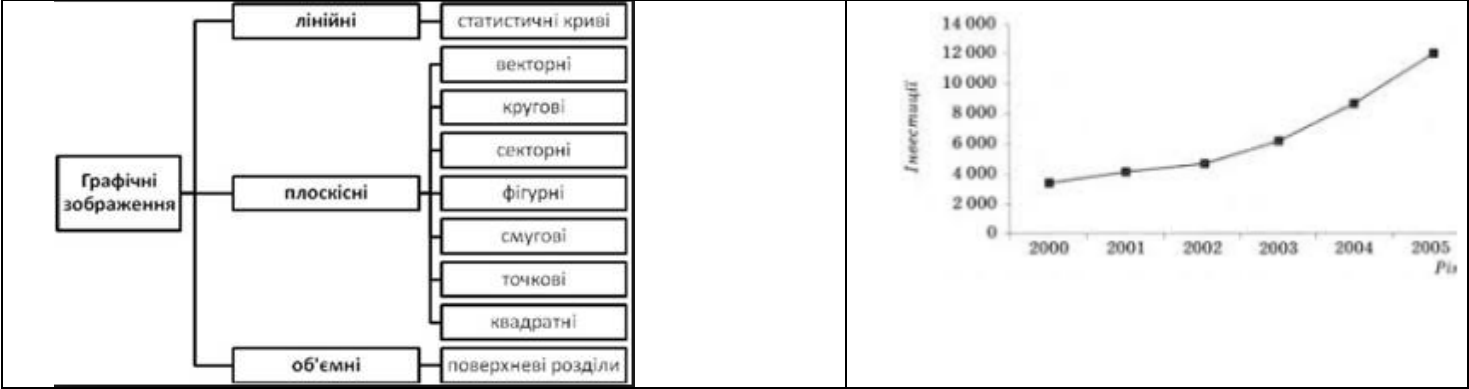 Графічні
зображення
лінійні
статистичні криві
плоскісні
векторні
кругові
секторні
фігурні
смугові
точкові
квадратні
об'ємні
поверхневі розділи
Інвестиції
14 000
12 000
10 000
8 000
6 000
4 000
2 000
0
2000 2001 2002 2003 2004 2005